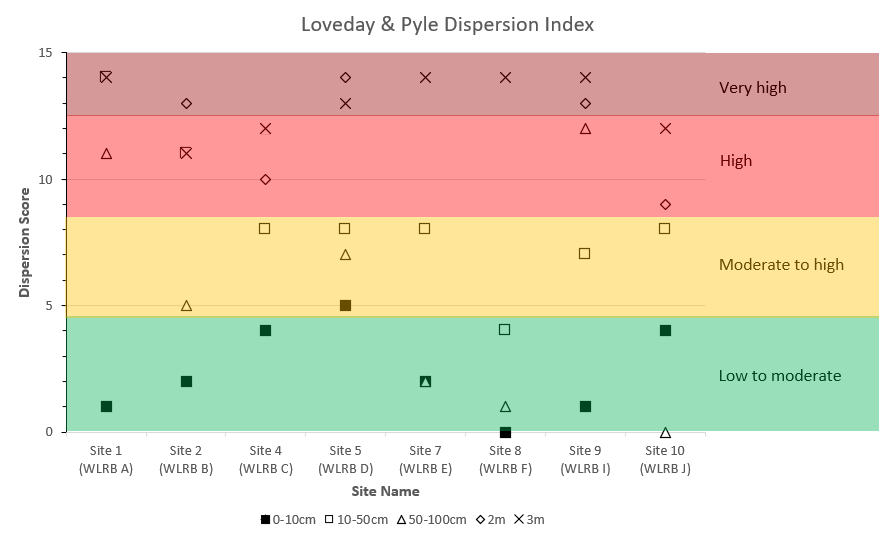 Loveday & Pyle Dispersion Index
15
10
5
0
Dispersion Score
Very high
High
Moderate to high
Low to moderate
Site 1 Site 2 Site 4 Site 5 Site 7 Site 8 Site 9 Site 10
(WLRB A) (WLRB B) (WLRB C) (WLRB D) (WLRB E) (WLRB F) (WLRB I) (WLRB J)
Site Name
0-10cm 10-50cm 50-100cm 2m 3m